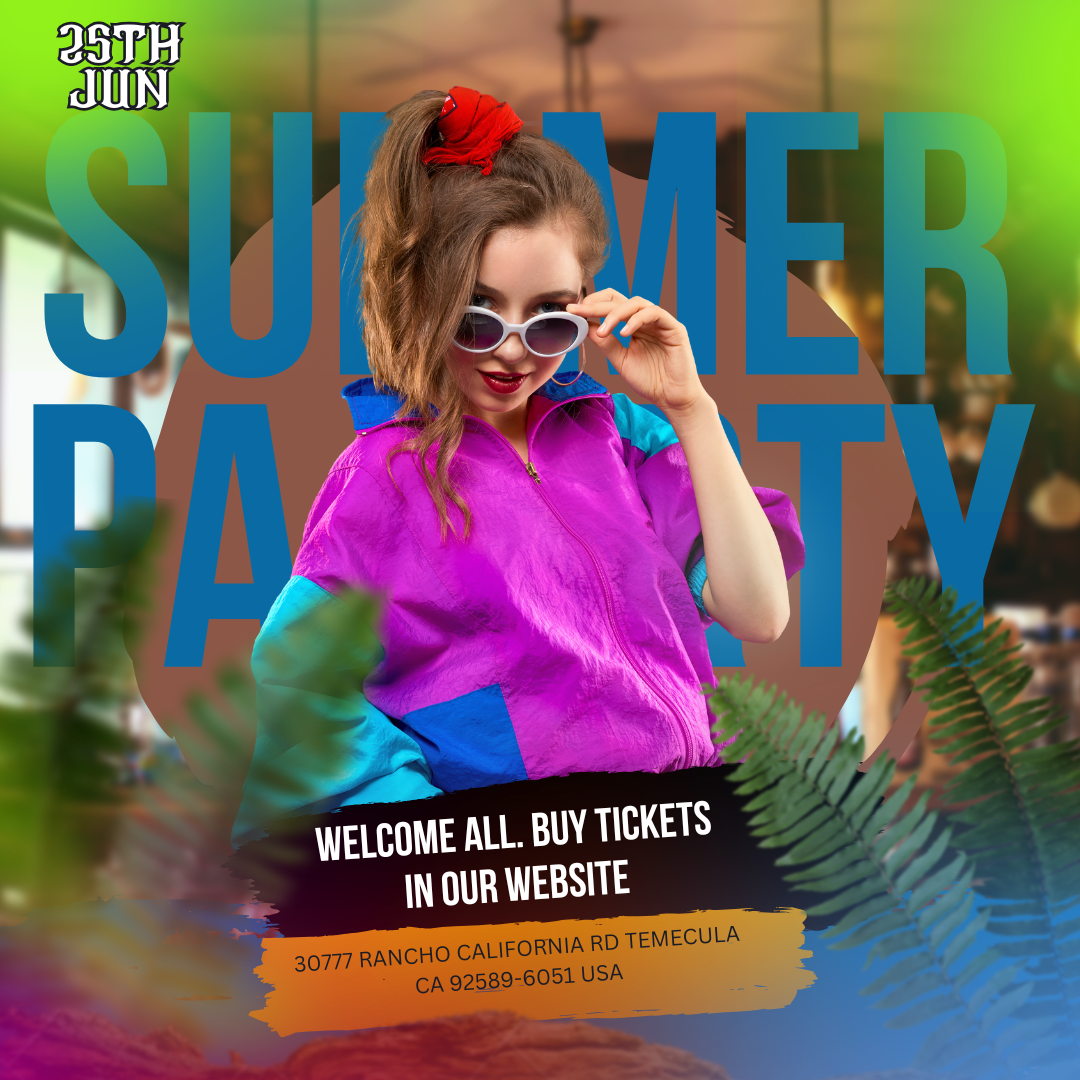 25TH
JUN
SUMMER
PARTY
WELCOME ALL. BUY TICKETS
IN OUR WEBSITE
30777 RANCHO CALIFORNIA RD TEMECULA
CA 92589-6051 USA